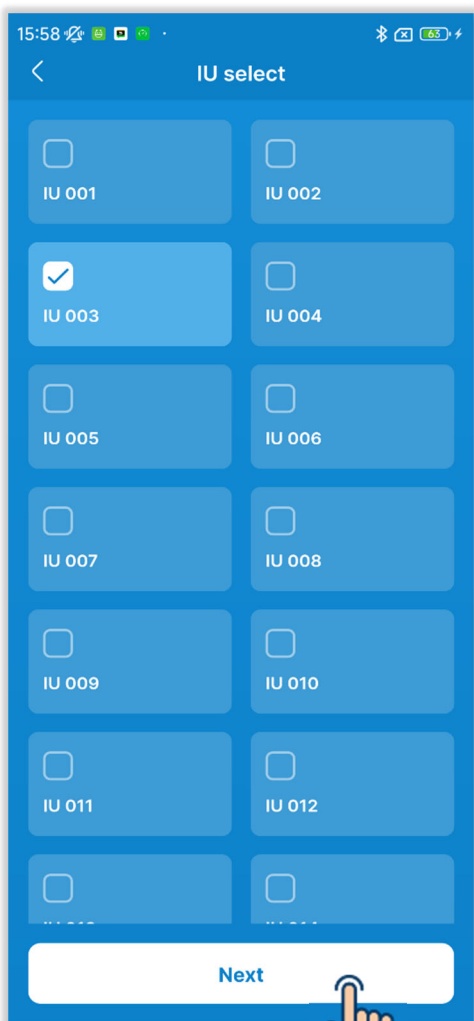 15:58
63
IU select
IU 001
IU 002
IU 003
IU 004
IU 005
IU 006
IU 007
IU 008
IU 009
IU 010
IU 011
IU 012
Next